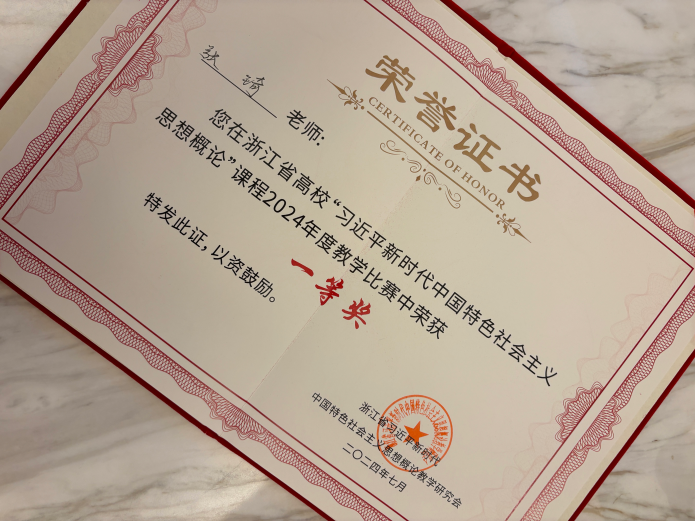 荣誉证书
CERTIFICATE OF HONOR
张琦 老师:
您在浙江省高校“习近平新时代中国特色社会主义
思想概论”课程2024年度教学比赛中荣获
一等奖
特发此证,以资鼓励。
浙江省习近平新时代
中国特色社会主义思想概论教学研究会
二〇二四年七月